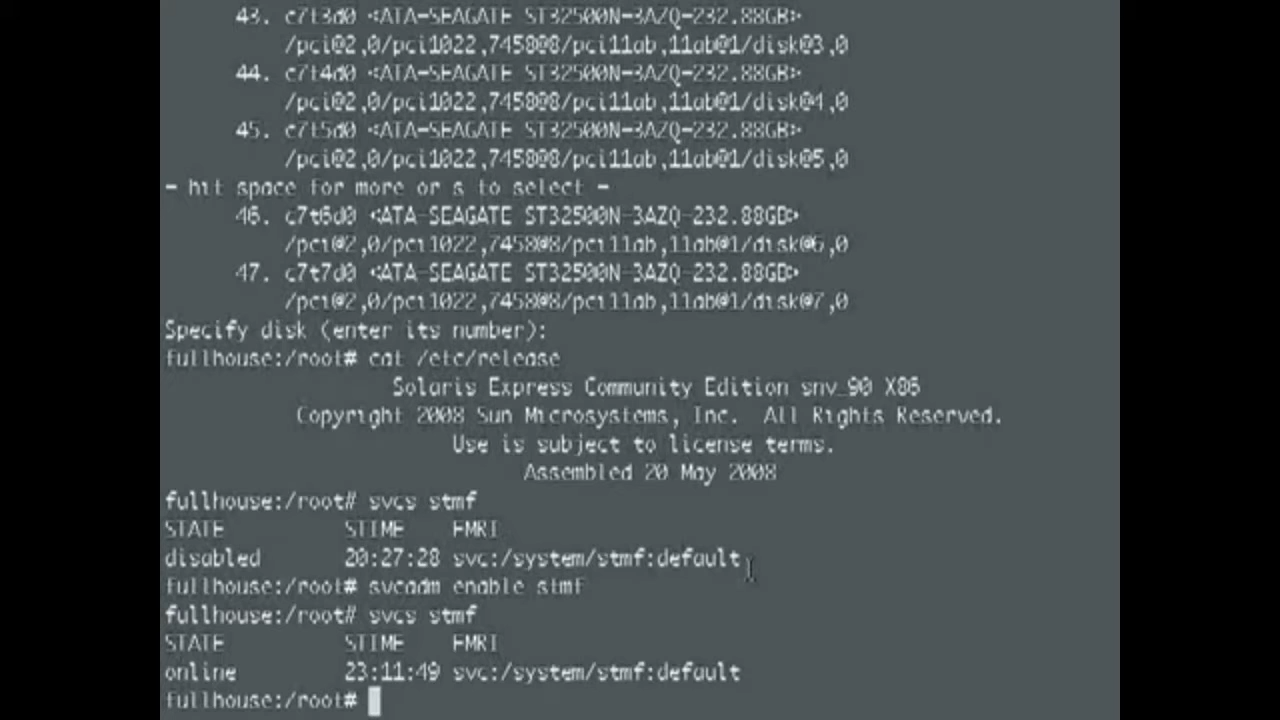 43. c7t3d0 <ATA-SEAGATE ST32500N-3AZQ-232.88GB>
/pci@2,0/pci1022,7458@8/pci11ab,11ab@1/disk@3,0
44. c7t4d0 <ATA-SEAGATE ST32500N-3AZQ-232.88GB>
/pci@2,0/pci1022,7458@8/pci11ab,11ab@1/disk@4,0
45. c7t5d0 <ATA-SEAGATE ST32500N-3AZQ-232.88GB>
/pci@2,0/pci1022,7458@8/pci11ab,11ab@1/disk@5,0
- hit space for more or s to select -
46. c7t6d0 <ATA-SEAGATE ST32500N-3AZQ-232.88GB>
/pci@2,0/pci1022,7458@8/pci11ab,11ab@1/disk@6,0
47. c7t7d0 <ATA-SEAGATE ST32500N-3AZQ-232.88GB>
/pci@2,0/pci1022,7458@8/pci11ab,11ab@1/disk@7,0
Specify disk (enter its number):
fullhouse:/root# cat /etc/release
Solaris Express Community Edition snv_90 X86
Copyright 2008 Sun Microsystems, Inc. All Rights Reserved.
Use is subject to license terms.
Assembled 20 May 2008
fullhouse:/root# svcs stmf
STATE STIME FMRI
disabled 20:27:28 svc:/system/stmf:default
fullhouse:/root# svcadm enable stmf
fullhouse:/root# svcs stmf
STATE STIME FMRI
online 23:11:49 svc:/system/stmf:default
fullhouse:/root#